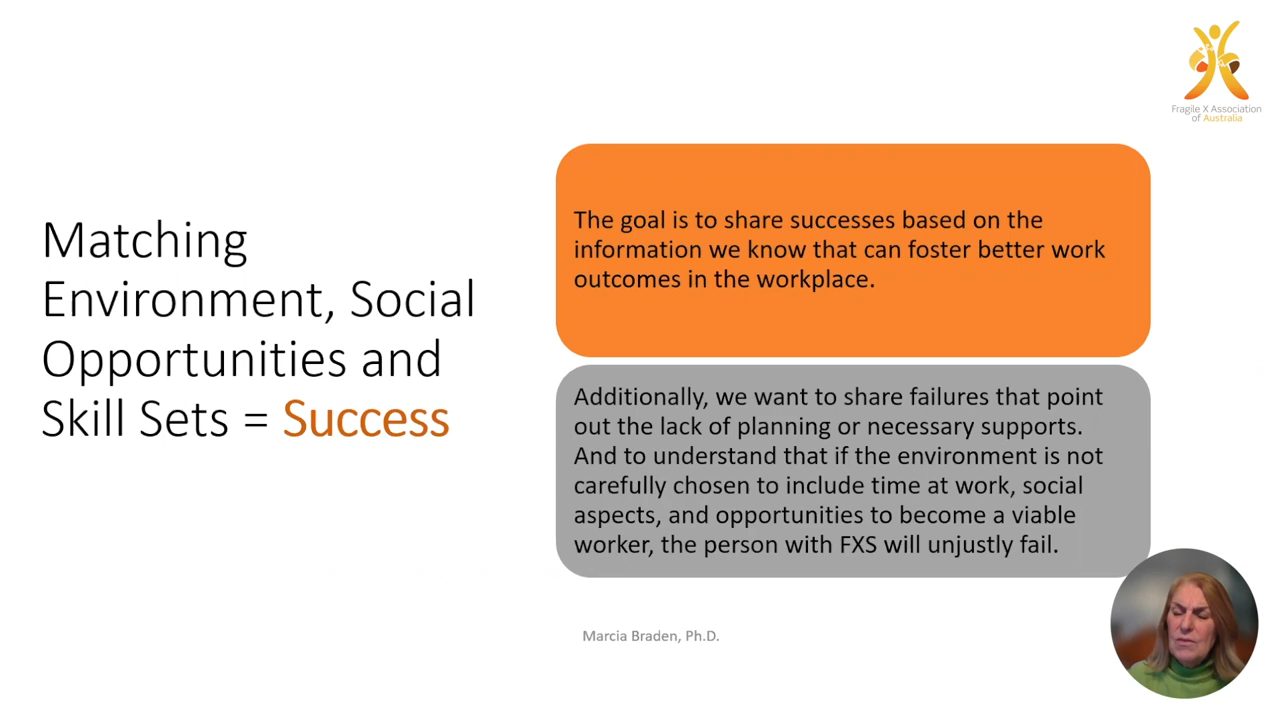 Fragile X Association
of Australia
Matching
Environment, Social
Opportunities and
Skill Sets = Success
The goal is to share successes based on the
information we know that can foster better work
outcomes in the workplace.
Additionally, we want to share failures that point
out the lack of planning or necessary supports.
And to understand that if the environment is not
carefully chosen to include time at work, social
aspects, and opportunities to become a viable
worker, the person with FXS will unjustly fail.
Marcia Braden, Ph.D.